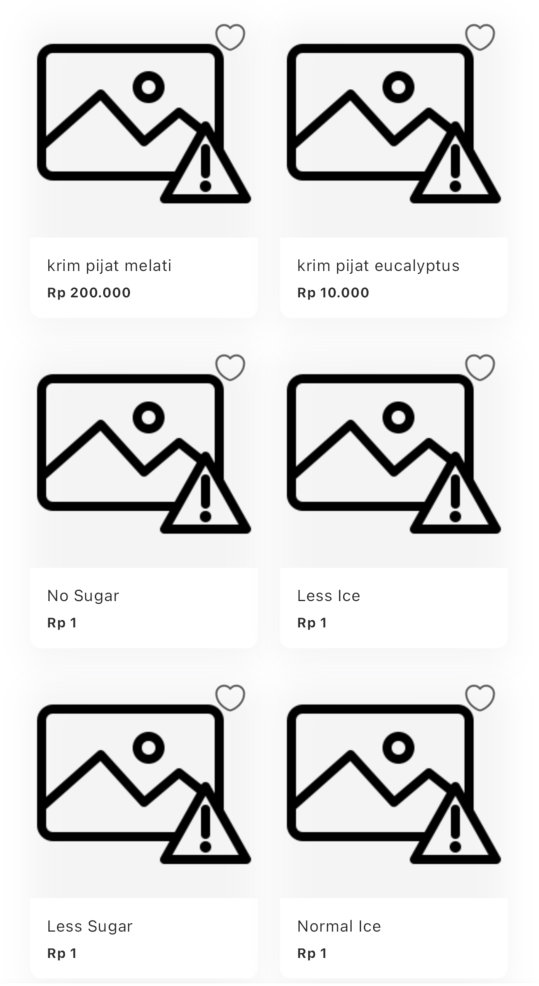 krim pijat melati
Rp 200.000
krim pijat eucalyptus
Rp 10.000
No Sugar
Rp 1
Less Ice
Rp 1
Less Sugar
Rp 1
Normal Ice
Rp 1